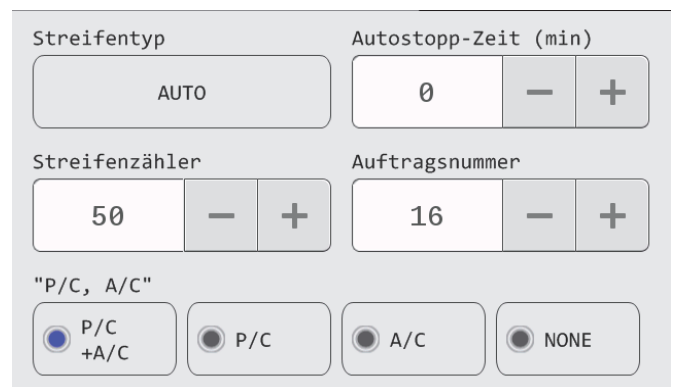 Streifentyp
Autostopp-Zeit (min)
AUTO
0 − +
Streifenzähler
Auftragsnummer
50 − +
16 − +
"P/C, A/C"
P/C
+A/C
P/C
A/C
NONE